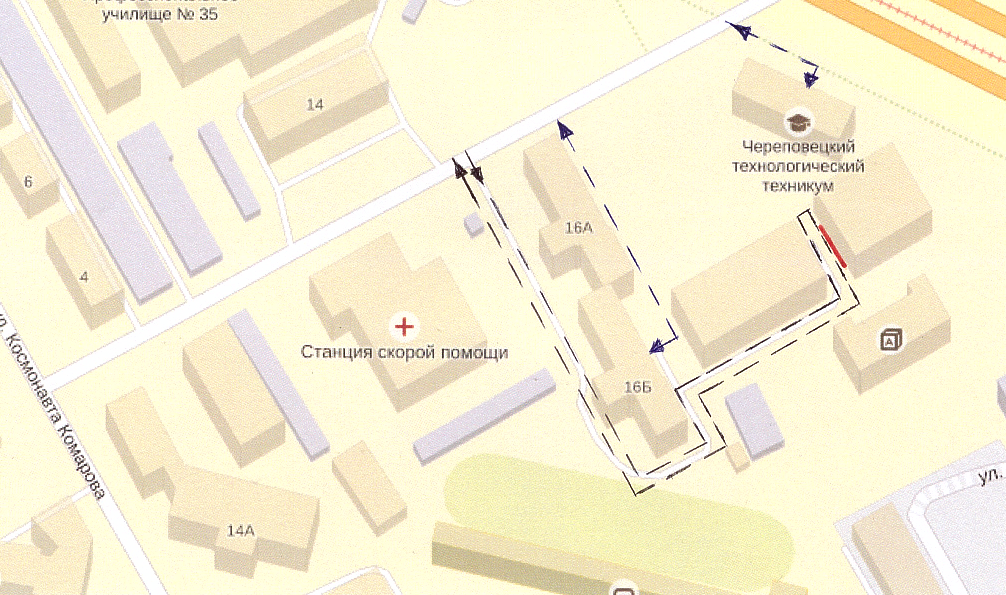 училище № 35
14
6
4
16А
Череповецкий
технологический
техникум
Станция скорой помощи
16Б
Космонавта Комарова
14А
ул.